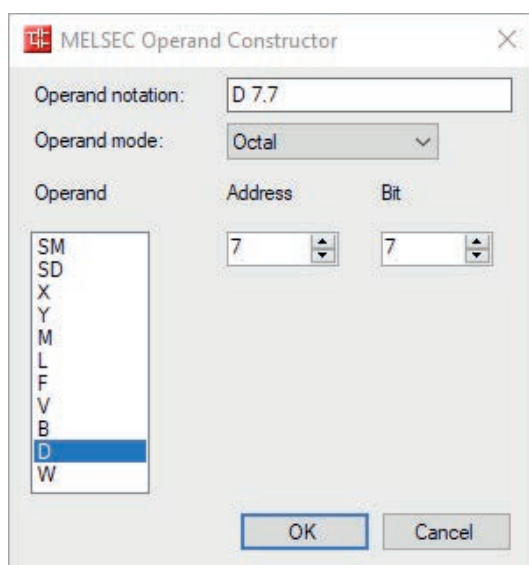 MELSEC Operand Constructor
Operand notation: D 7.7
Operand mode: Octal
Operand Address Bit
7 7
SM
SD
X
Y
M
L
F
V
B
D
W
OK Cancel